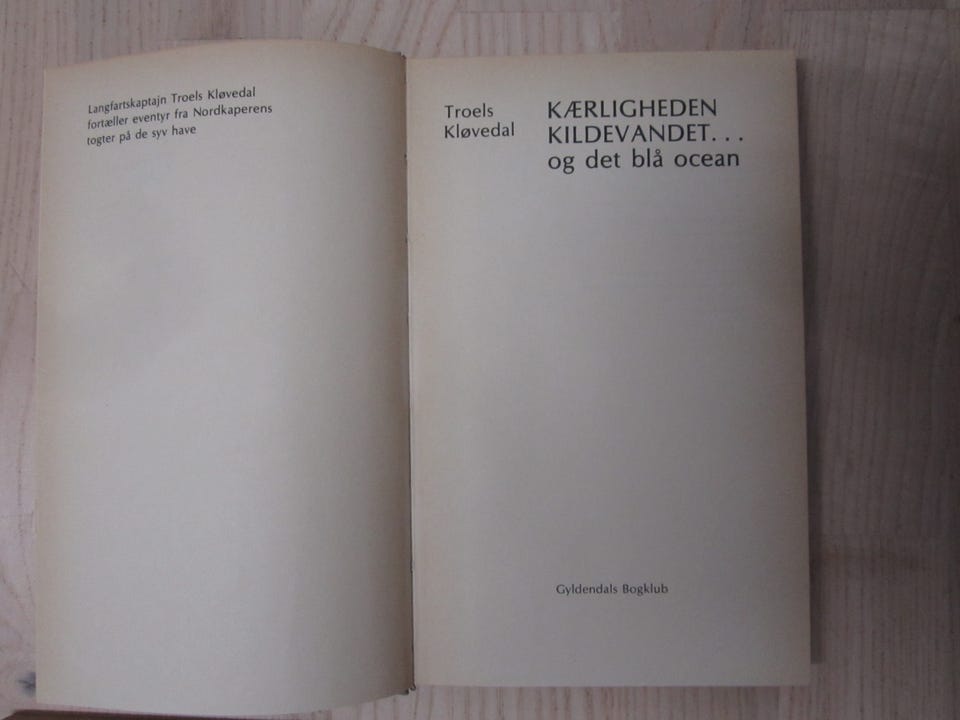 Langfartskaptajn Troels Kløvedal
fortæller eventyr fra Nordkaperens
togter på de syv have
Troels
Kløvedal
KÆRLIGHEDEN
KILDEVANDET...
og det blå ocean
Gyldendals Bogklub